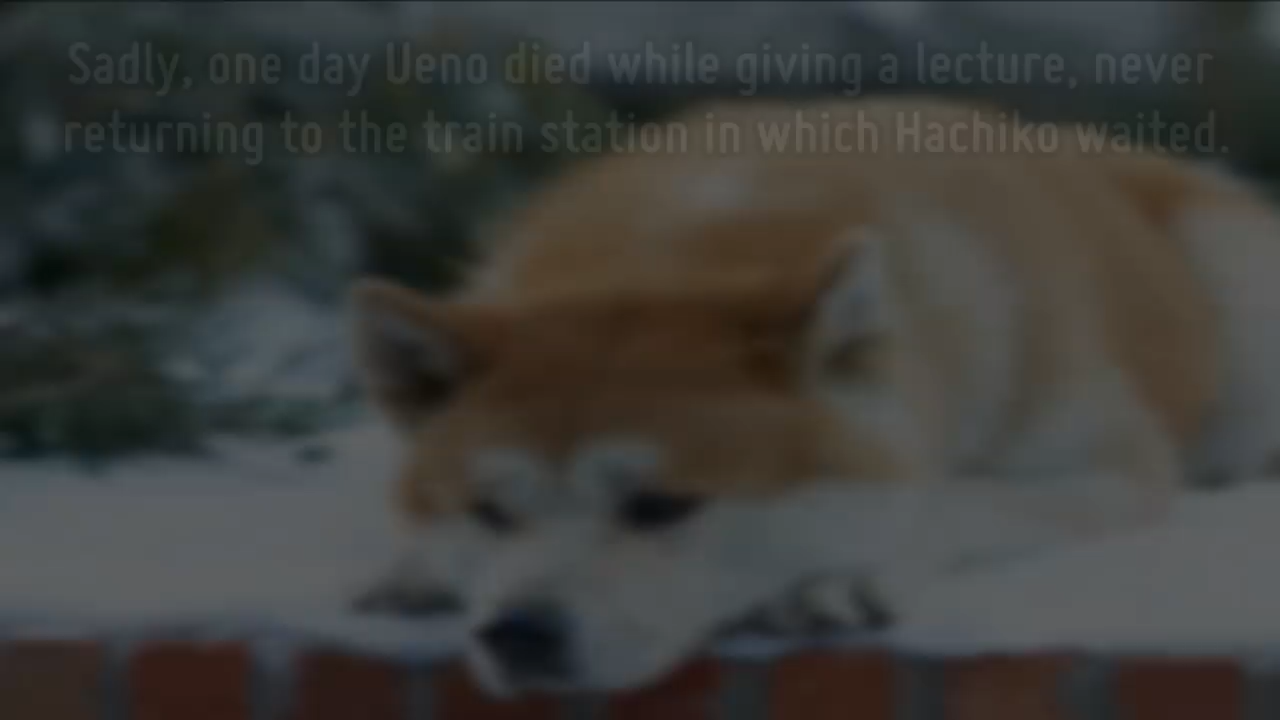 Sadly, one day Ueno died while giving a lecture, never
returning to the train station in which Hachiko waited.